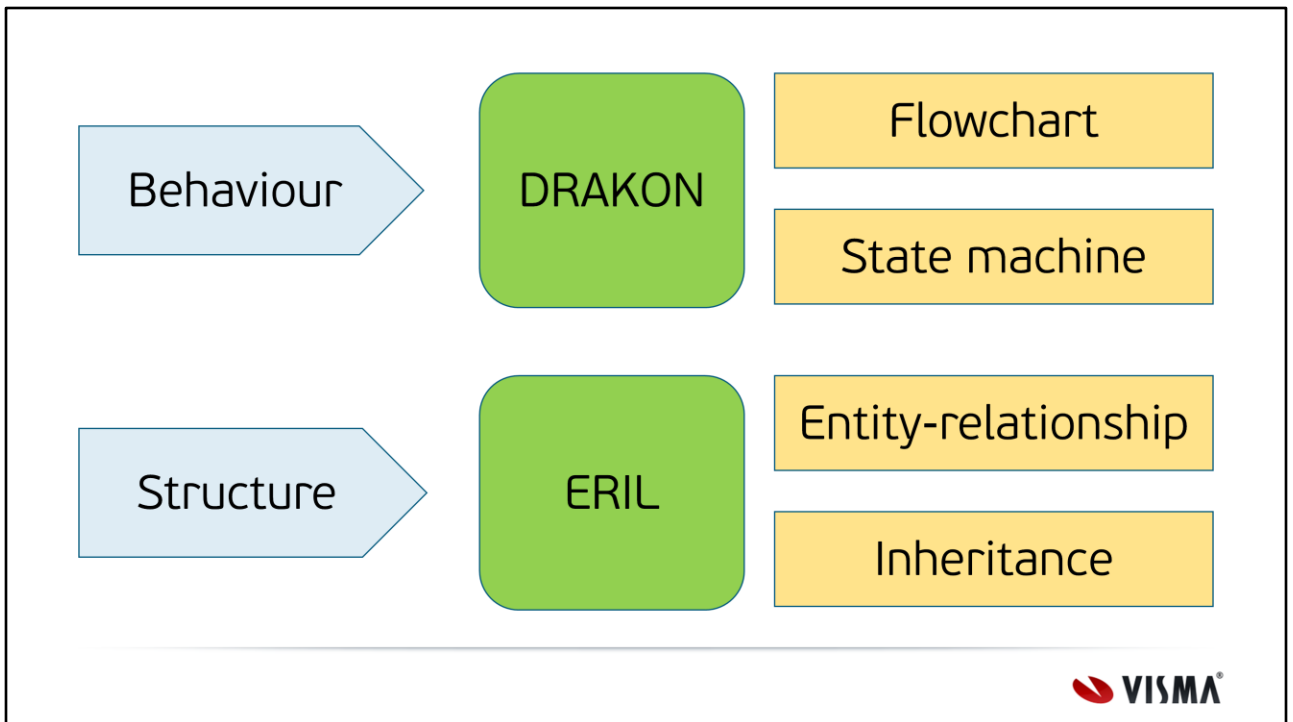 Behaviour
DRAKON
Flowchart
State machine
Structure
ERIL
Entity-relationship
Inheritance
VISMA®